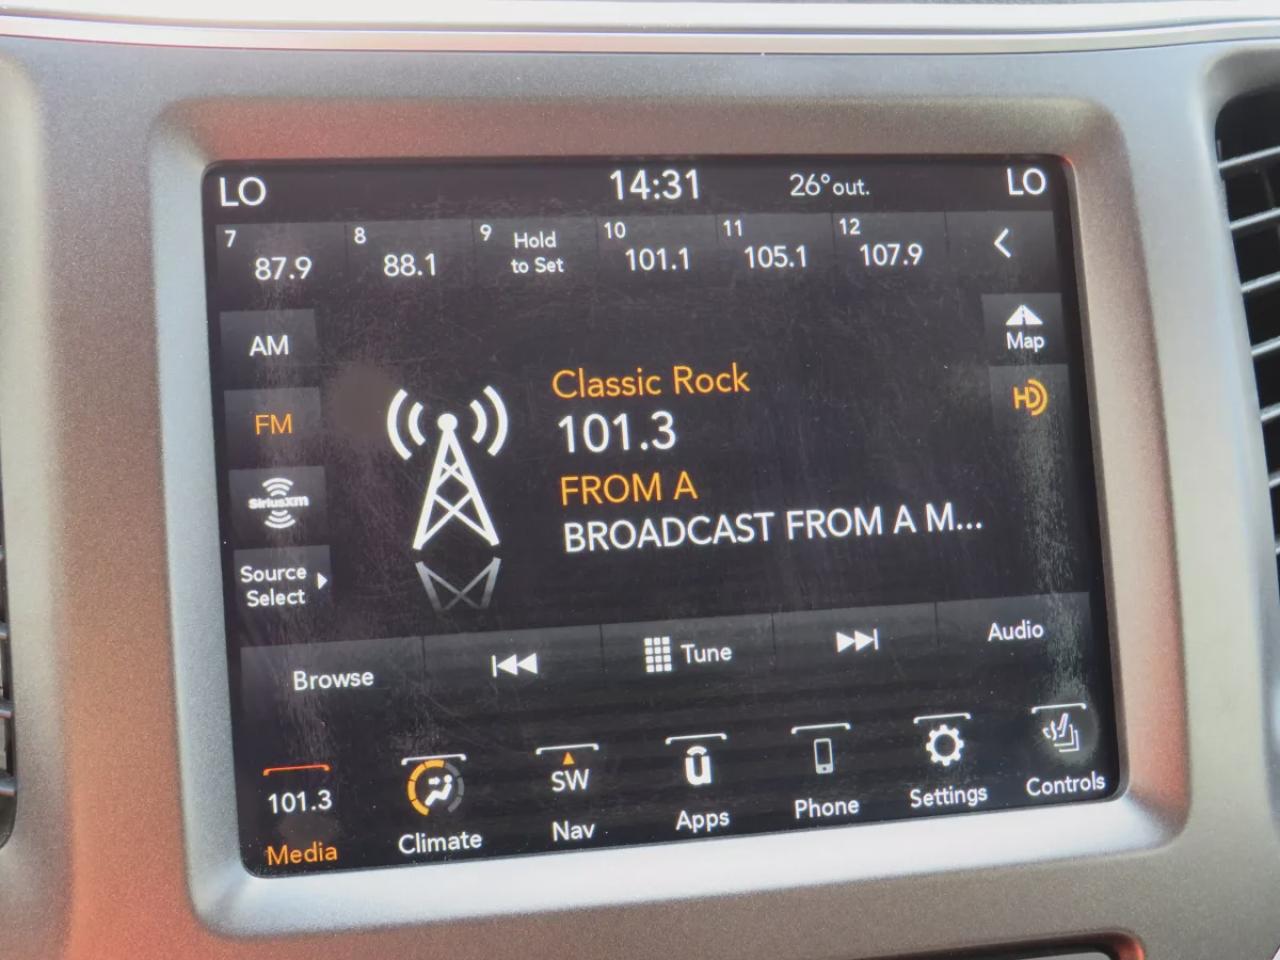 LO 14:31 26°out. LO
7 8 9 Hold 10 11 12
87.9 88.1 to Set 101.1 105.1 107.9
AM
Map
FM
HD
SiriusXM
Source
Select
Classic Rock
101.3
FROM A
BROADCAST FROM A M...
Browse Tune Audio
101.3 SW
Media Climate Nav Apps Phone Settings Controls